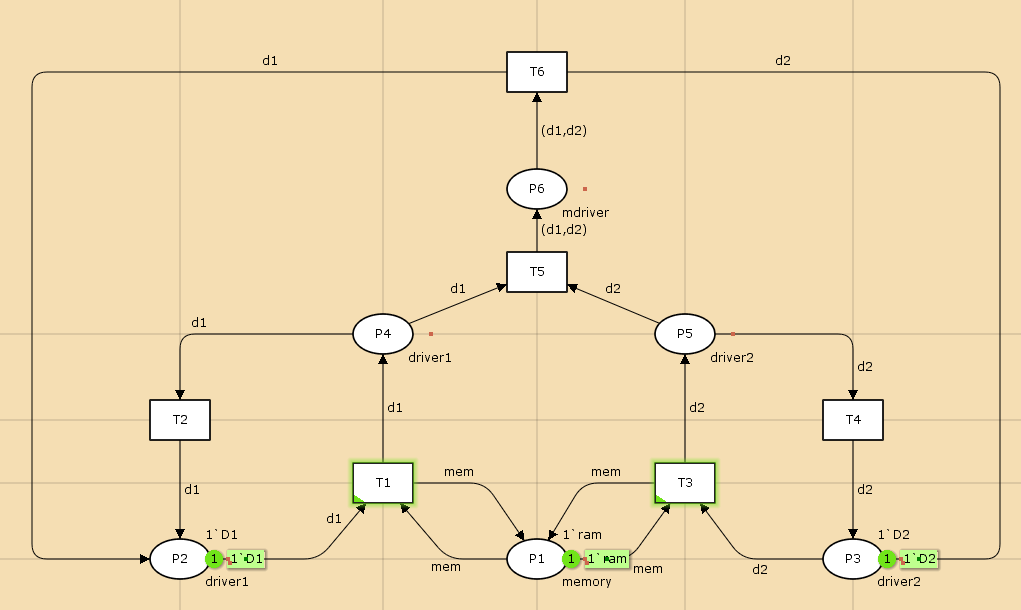 d1
T6
d2
(d1,d2)
P6
mdriver
(d1,d2)
T5
d1
d2
d1
P4
P5
driver1
driver2
d2
T2
d1
d2
T4
mem
mem
T1
T3
d1
d2
d1
1`D1
1`ram
1`D2
P2
1
1`D1
P1
1
1`ram
P3
1
1`D2
mem
mem
d2
driver1
memory
driver2